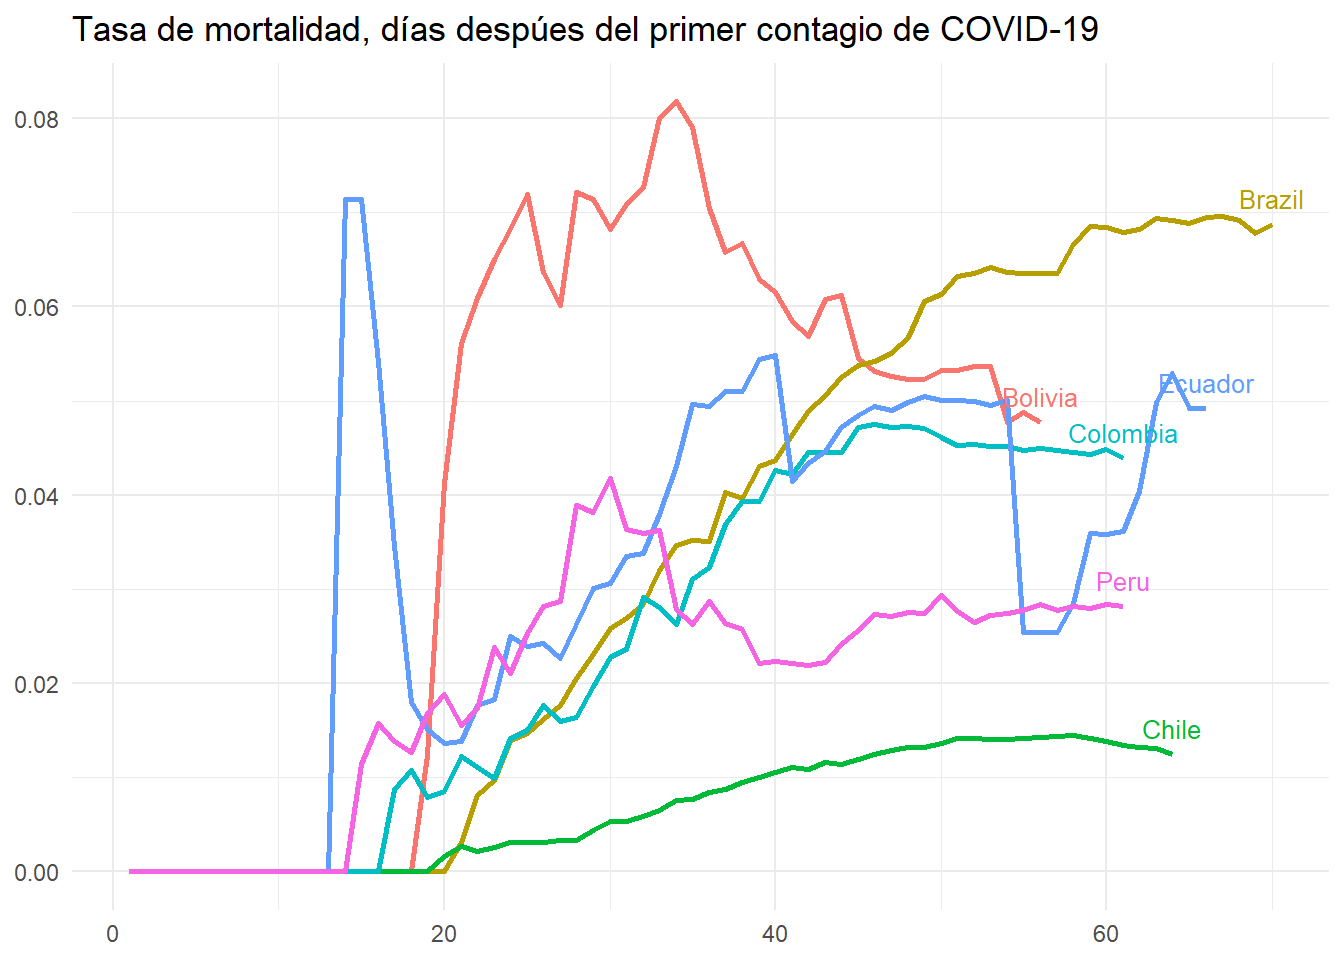 Tasa de mortalidad, días despúes del primer contagio de COVID-19
0.08
Brazil
0.06
Ecuador
Bolivia
Colombia
0.04
Peru
0.02
Chile
0.00
0 20 40 60